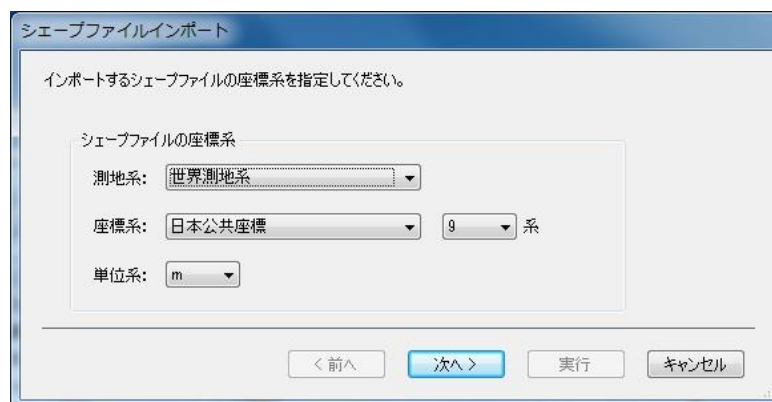 シェープファイルインポート
インポートするシェープファイルの座標系を指定してください。
シェープファイルの座標系
測地系: 世界測地系
座標系: 日本公共座標 9 系
単位系: m
< 前へ 次へ > 実行 キャンセル